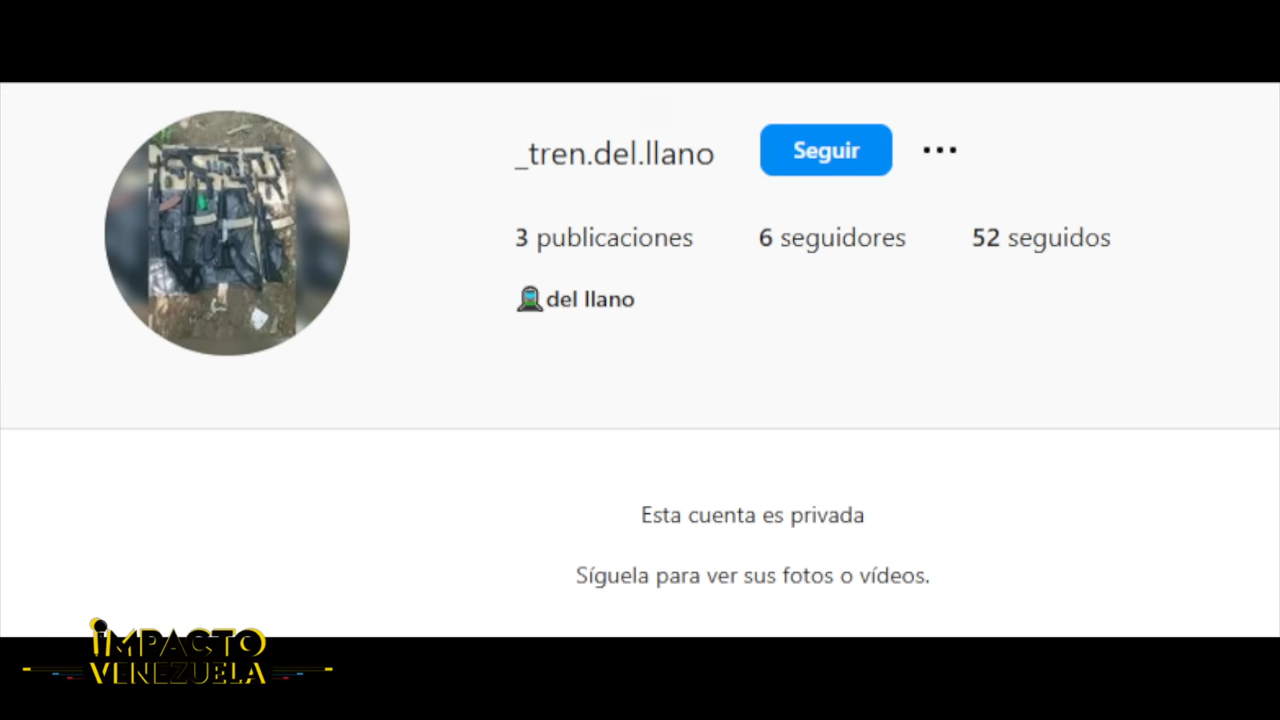 _tren.del.llano
Seguir
3 publicaciones 6 seguidores 52 seguidos
del llano
Esta cuenta es privada
Síguela para ver sus fotos o vídeos.
IMPACTO
VENEZUELA